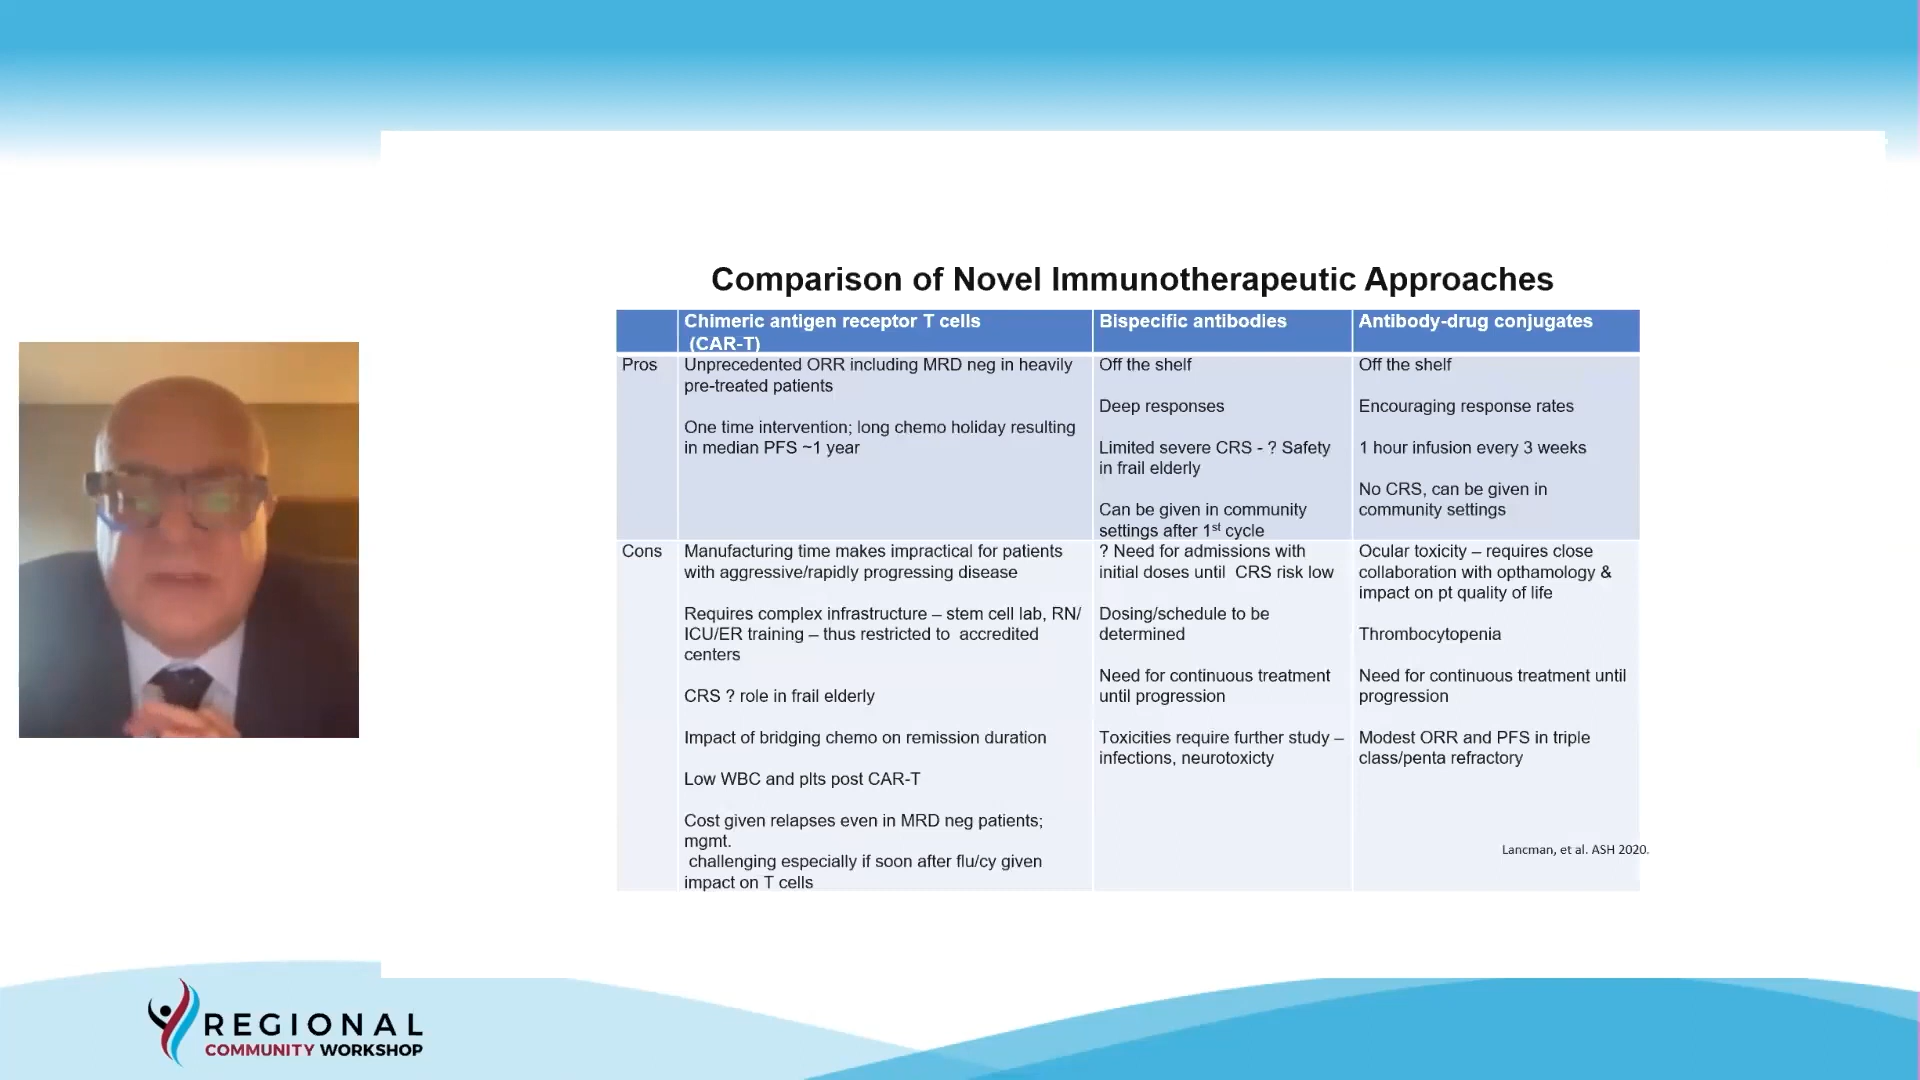 Comparison of Novel Immunotherapeutic Approaches
Chimeric antigen receptor T cells
(CAR-T)
Bispecific antibodies
Antibody-drug conjugates
Pros
Unprecedented ORR including MRD neg in heavily
pre-treated patients
One time intervention; long chemo holiday resulting
in median PFS ~1 year
Off the shelf
Deep responses
Limited severe CRS - ? Safety
in frail elderly
Can be given in community
settings after 1st cycle
Off the shelf
Encouraging response rates
1 hour infusion every 3 weeks
No CRS, can be given in
community settings
Cons
Manufacturing time makes impractical for patients
with aggressive/rapidly progressing disease
Requires complex infrastructure – stem cell lab, RN/
ICU/ER training – thus restricted to accredited
centers
CRS ? role in frail elderly
Impact of bridging chemo on remission duration
Low WBC and plts post CAR-T
Cost given relapses even in MRD neg patients;
mgmt.
challenging especially if soon after flu/cy given
impact on T cells
? Need for admissions with
initial doses until CRS risk low
Dosing/schedule to be
determined
Need for continuous treatment
until progression
Toxicities require further study –
infections, neurotoxicty
Ocular toxicity – requires close
collaboration with opthamology &
impact on pt quality of life
Thrombocytopenia
Need for continuous treatment until
progression
Modest ORR and PFS in triple
class/penta refractory
Lancman, et al. ASH 2020.
REGIONAL
COMMUNITY WORKSHOP